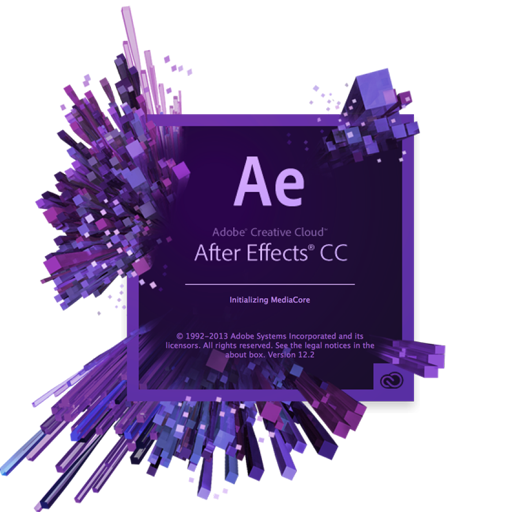 Ae
Adobe® Creative Cloud™
After Effects® CC
Initializing MediaCore
© 1992-2013 Adobe Systems Incorporated and its
licensors. All rights reserved. See the legal notices in the
about box. Version 12.2